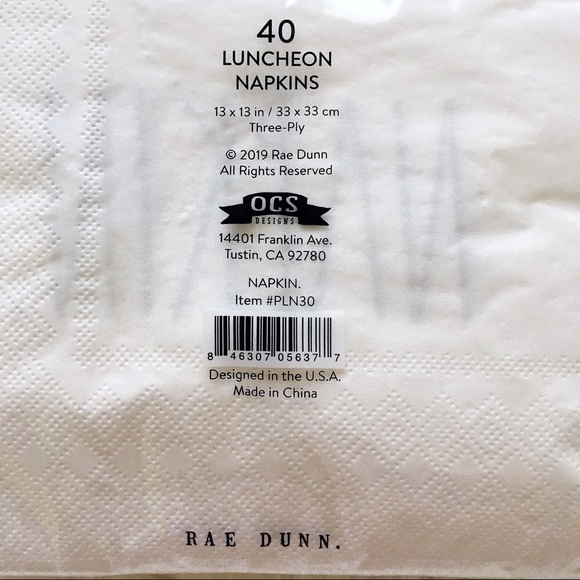 40
LUNCHEON
NAPKINS
13 x 13 in / 33 x 33 cm
Three-Ply
© 2019 Rae Dunn
All Rights Reserved
OCS
DESIGNS
14401 Franklin Ave.
Tustin, CA 92780
NAPKIN.
Item #PLN30
8 46307 05637 7
Designed in the U.S.A.
Made in China
RAE DUNN.